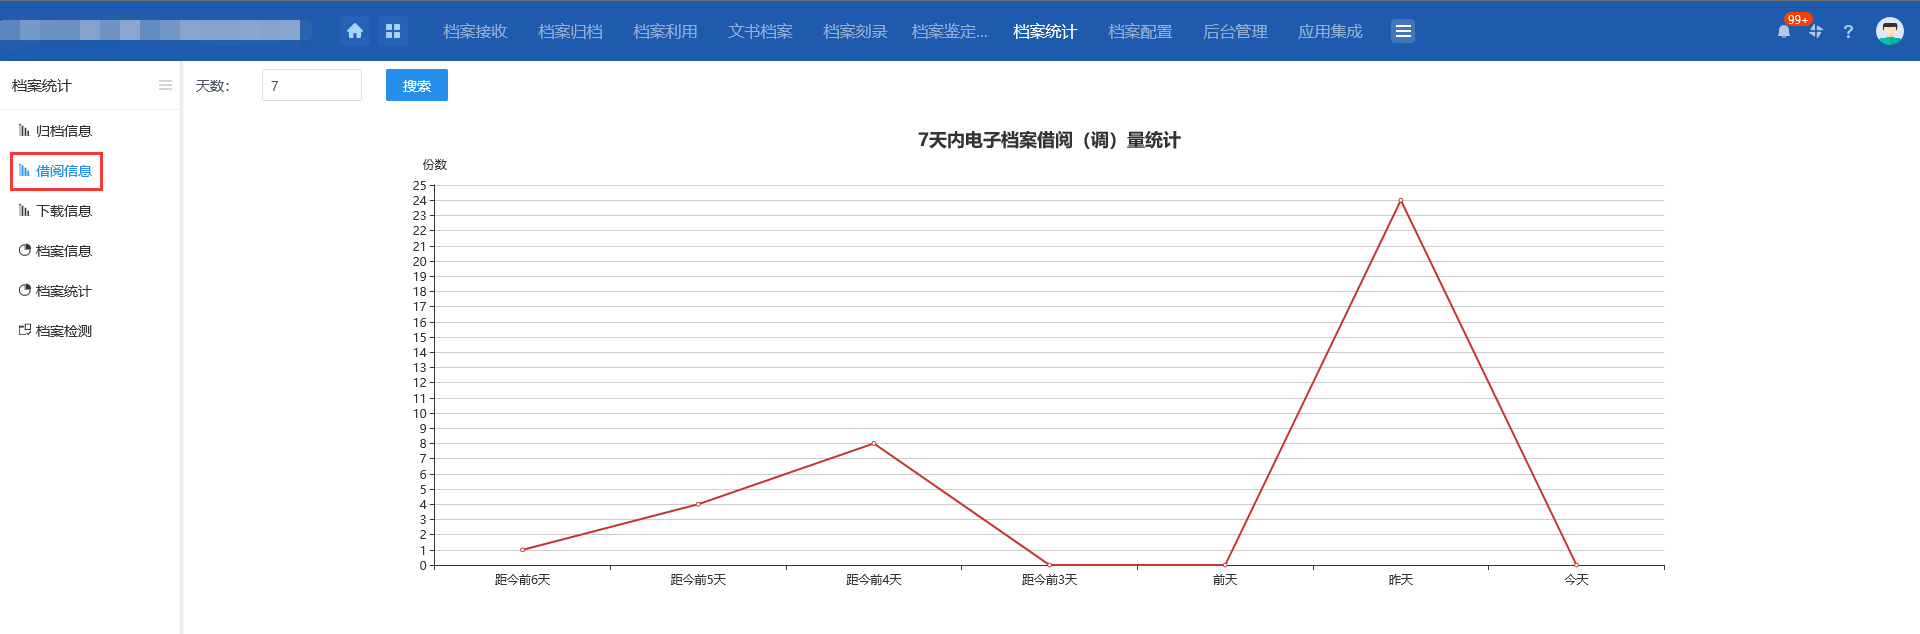 档案接收 档案归档 档案利用 文书档案 档案刻录 档案鉴定... 档案统计 档案配置 后台管理 应用集成 99+ ?
档案统计
归档信息
借阅信息
下载信息
档案信息
档案统计
档案检测
天数: 7 搜索
7天内电子档案借阅（调）量统计
份数
25
24
23
22
21
20
19
18
17
16
15
14
13
12
11
10
9
8
7
6
5
4
3
2
1
0
距今前6天 距今前5天 距今前4天 距今前3天 前天 昨天 今天